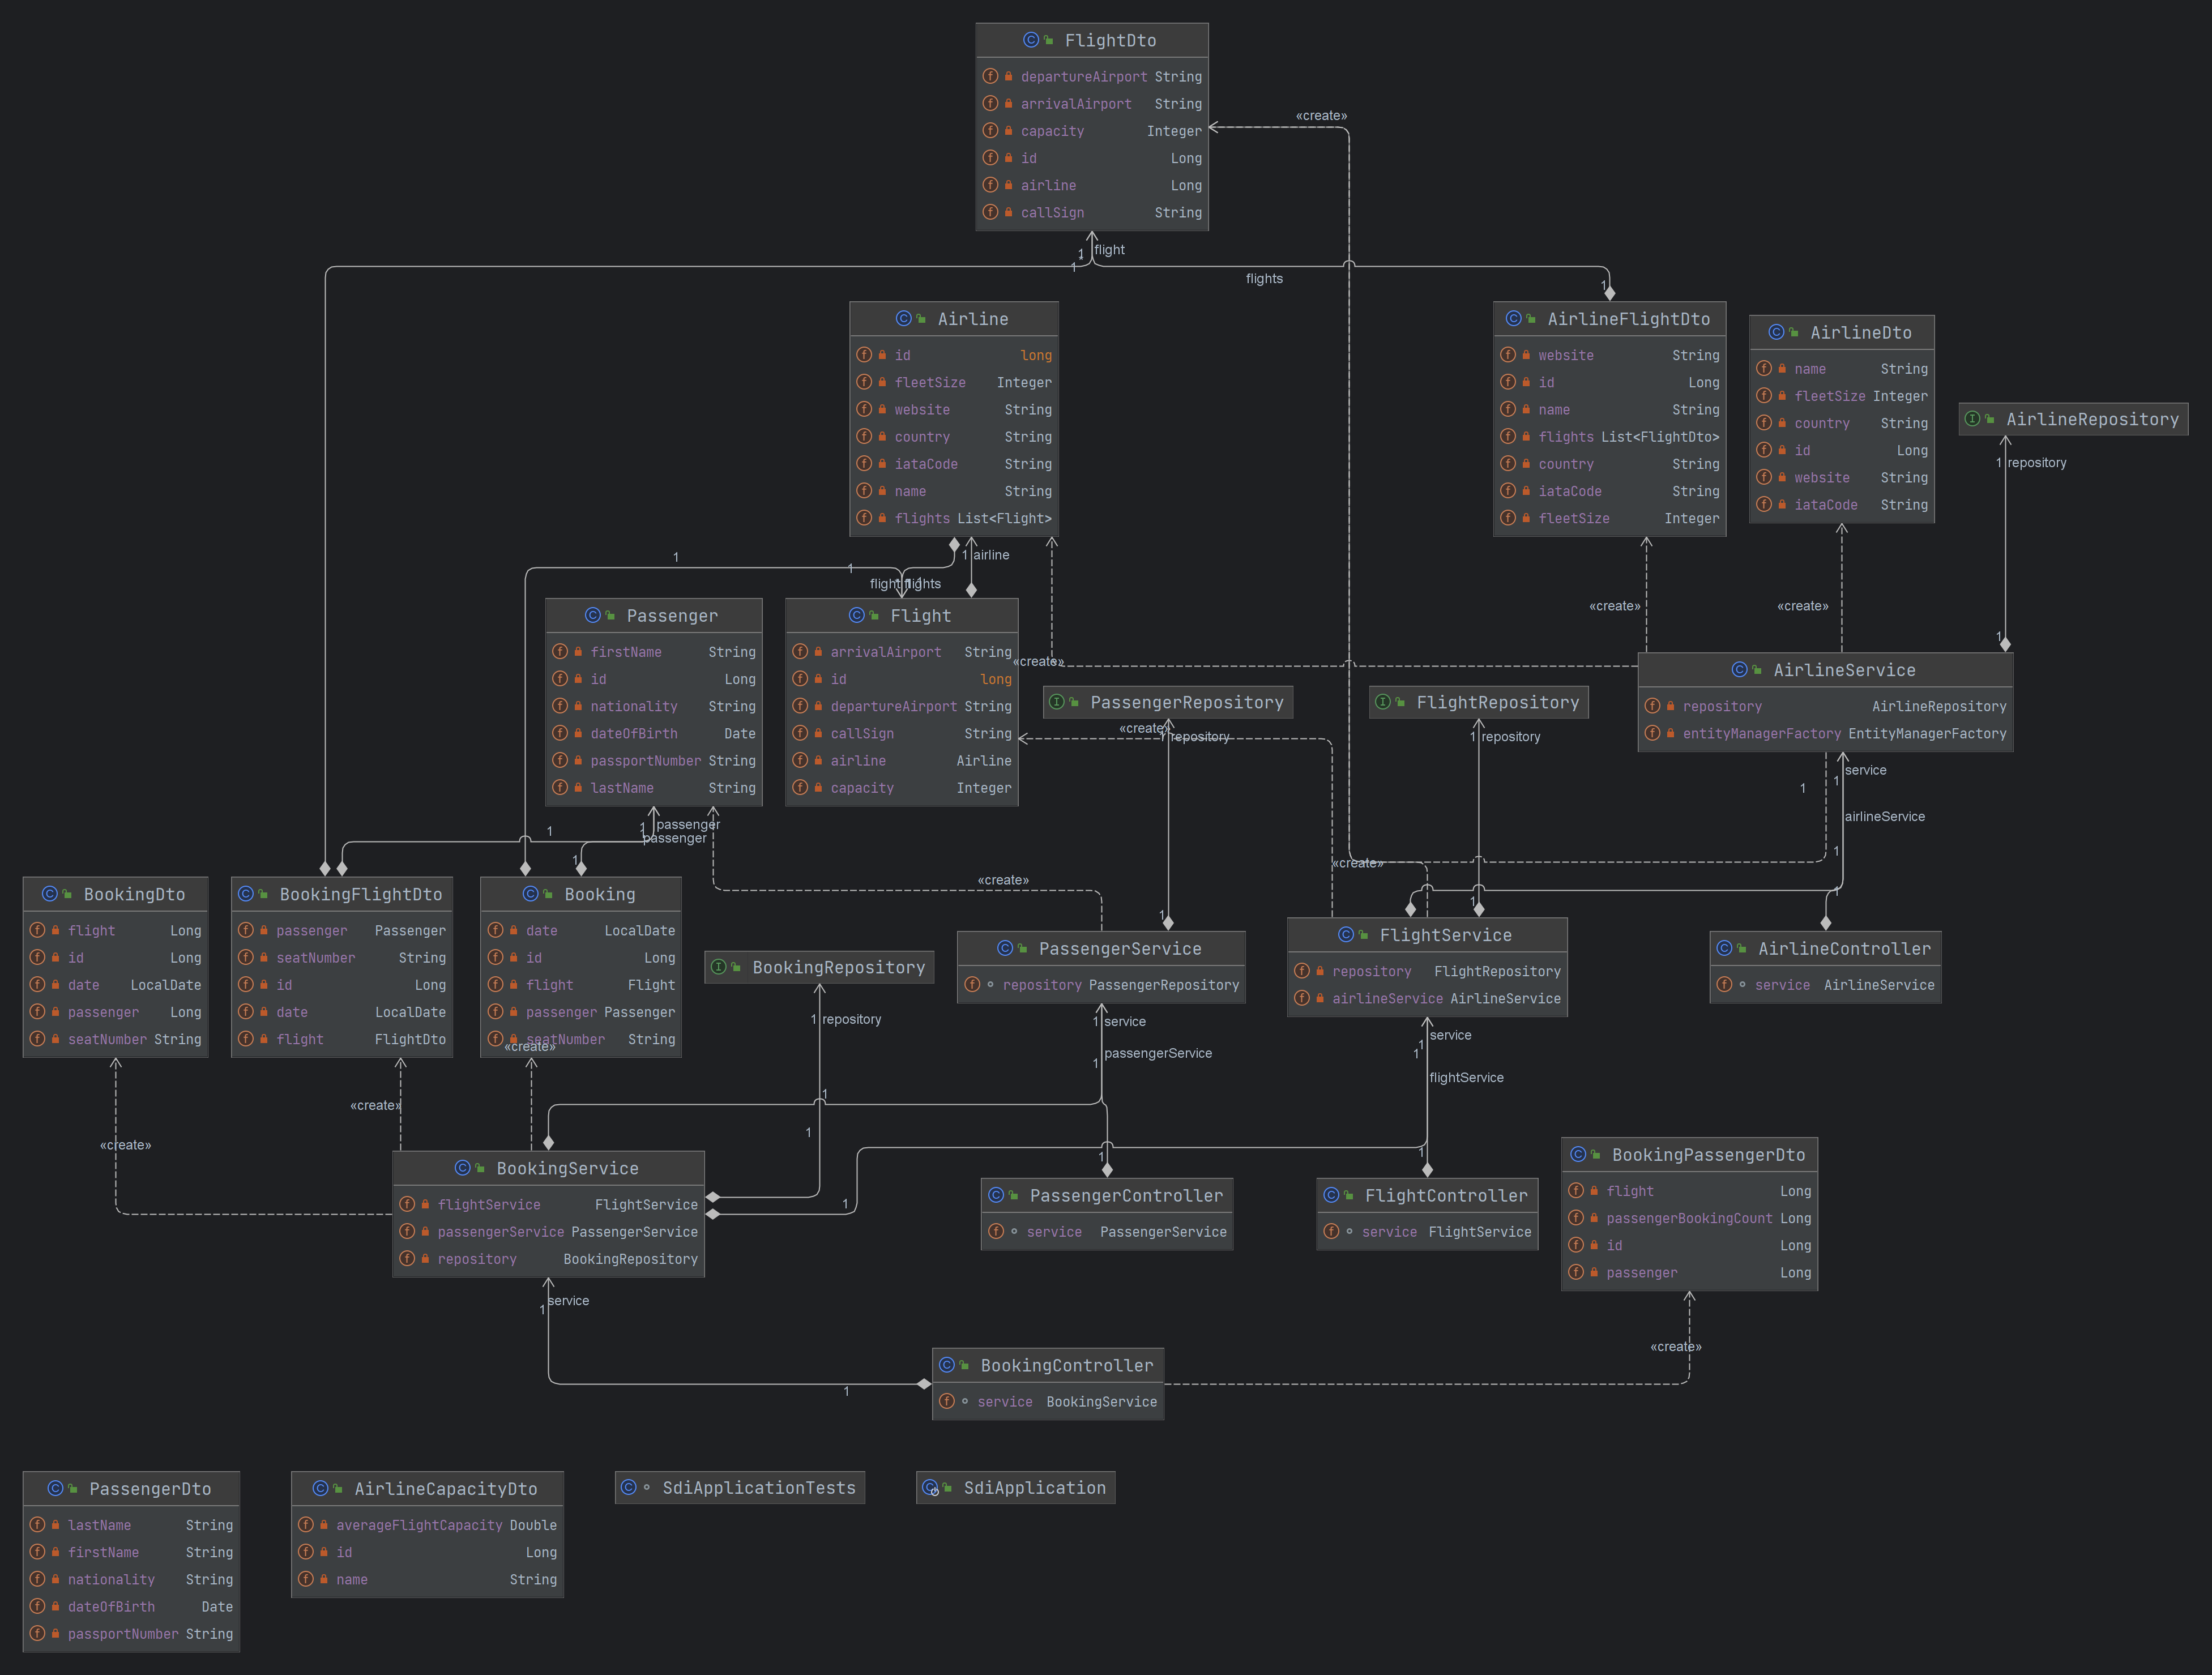 FlightDto
departureAirport String
arrivalAirport String
capacity Integer
id Long
airline Long
callSign String
«create»
1 flight
1
flights
1
Airline
id long
fleetSize Integer
website String
country String
iataCode String
name String
flights List<Flight>
AirlineFlightDto
website String
id Long
name String
flights List<FlightDto>
country String
iataCode String
fleetSize Integer
AirlineDto
name String
fleetSize Integer
country String
id Long
website String
iataCode String
AirlineRepository
1 repository
1
1
1 airline
flight flights
«create»
«create»
1
Passenger
firstName String
id Long
nationality String
dateOfBirth Date
passportNumber String
lastName String
Flight
arrivalAirport String
id long
departureAirport String
callSign String
airline Airline
capacity Integer
«create»
AirlineService
repository AirlineRepository
entityManagerFactory EntityManagerFactory
PassengerRepository
FlightRepository
«create»
1 repository
1 repository
service
1
1
airlineService
1 passenger
passenger
1
1
1
«create»
«create»
1
1
1
BookingDto
flight Long
id Long
date LocalDate
passenger Long
seatNumber String
BookingFlightDto
passenger Passenger
seatNumber String
id Long
date LocalDate
flight FlightDto
Booking
date LocalDate
id Long
flight Flight
passenger Passenger
seatNumber String
«create»
BookingRepository
1 repository
PassengerService
repository PassengerRepository
FlightService
repository FlightRepository
airlineService AirlineService
AirlineController
service AirlineService
1 service
passengerService
1
service
1
1
flightService
«create»
«create»
1
1
1
1
1
BookingService
flightService FlightService
passengerService PassengerService
repository BookingRepository
PassengerController
service PassengerService
FlightController
service FlightService
BookingPassengerDto
flight Long
passengerBookingCount Long
id Long
passenger Long
service
1
«create»
BookingController
service BookingService
1
PassengerDto
lastName String
firstName String
nationality String
dateOfBirth Date
passportNumber String
AirlineCapacityDto
averageFlightCapacity Double
id Long
name String
SdiApplicationTests
SdiApplication